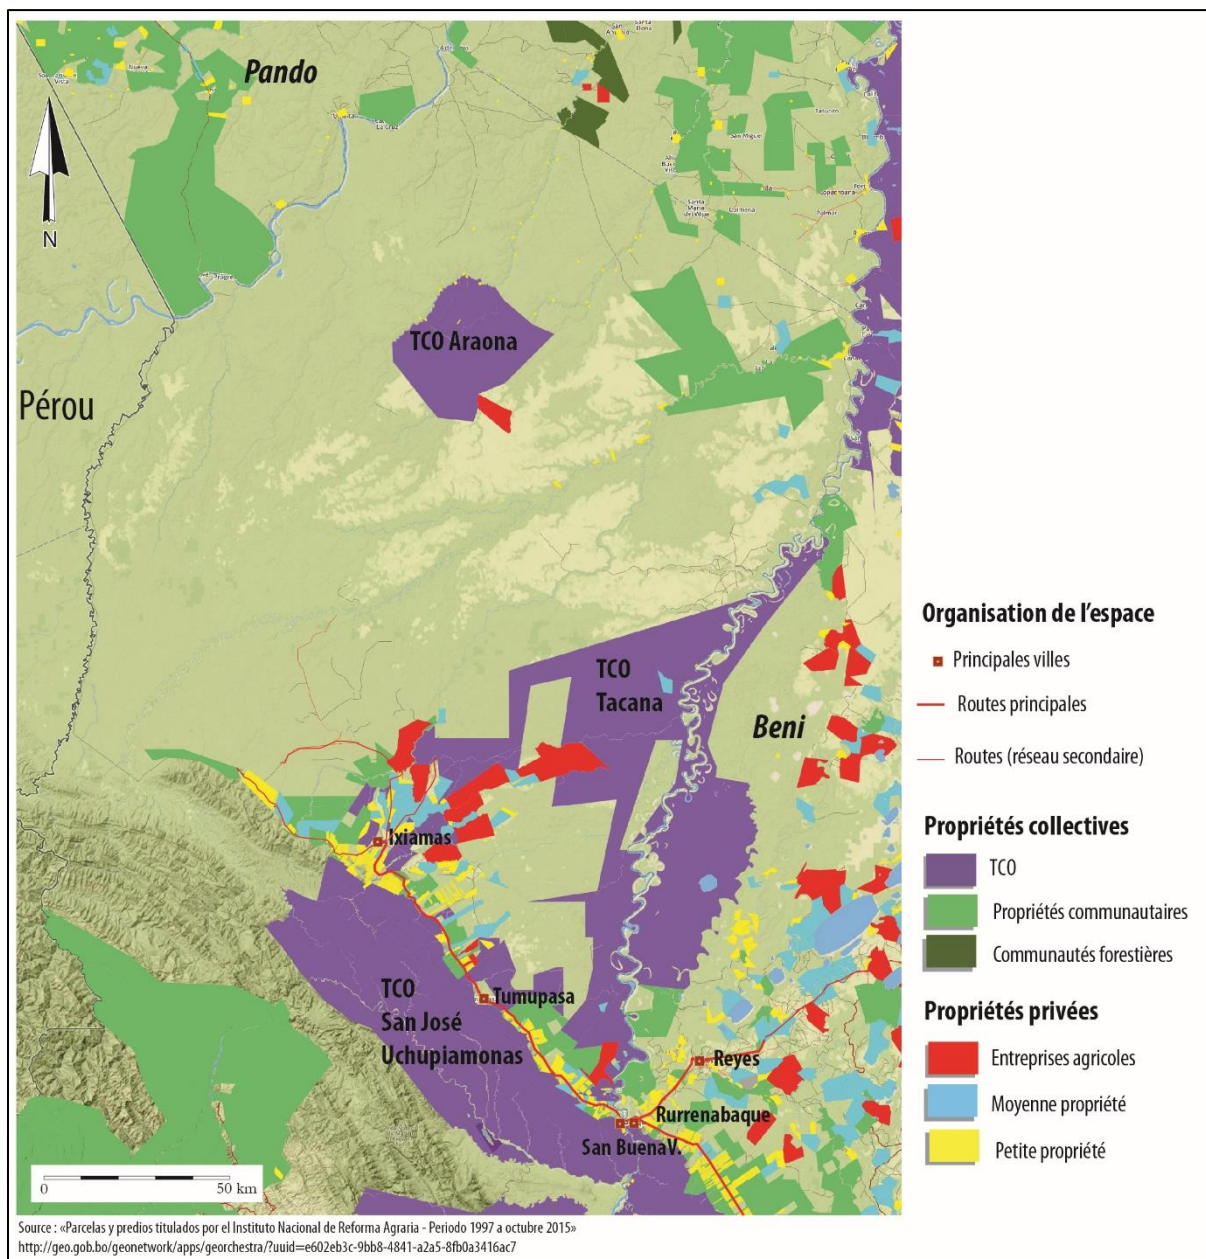 Pando
N
San Miguel
TCO Araona
Pérou
TCO
Tacana
Beni
Ixiamas
TCO
San José
Uchupiamonas
Tumupasa
Reyes
Rurrenabaque
San BuenaV.
0 50 km
Organisation de l'espace
Principales villes
Routes principales
Routes (réseau secondaire)
Propriétés collectives
TCO
Propriétés communautaires
Communautés forestières
Propriétés privées
Entreprises agricoles
Moyenne propriété
Petite propriété
Source : «Parcelas y predios titulados por el Instituto Nacional de Reforma Agraria - Periodo 1997 a octubre 2015»
http://geo.gob.bo/geonetwork/apps/georchestra/?uuid=e602eb3c-9bb8-4841-a2a5-8fb0a3416ac7